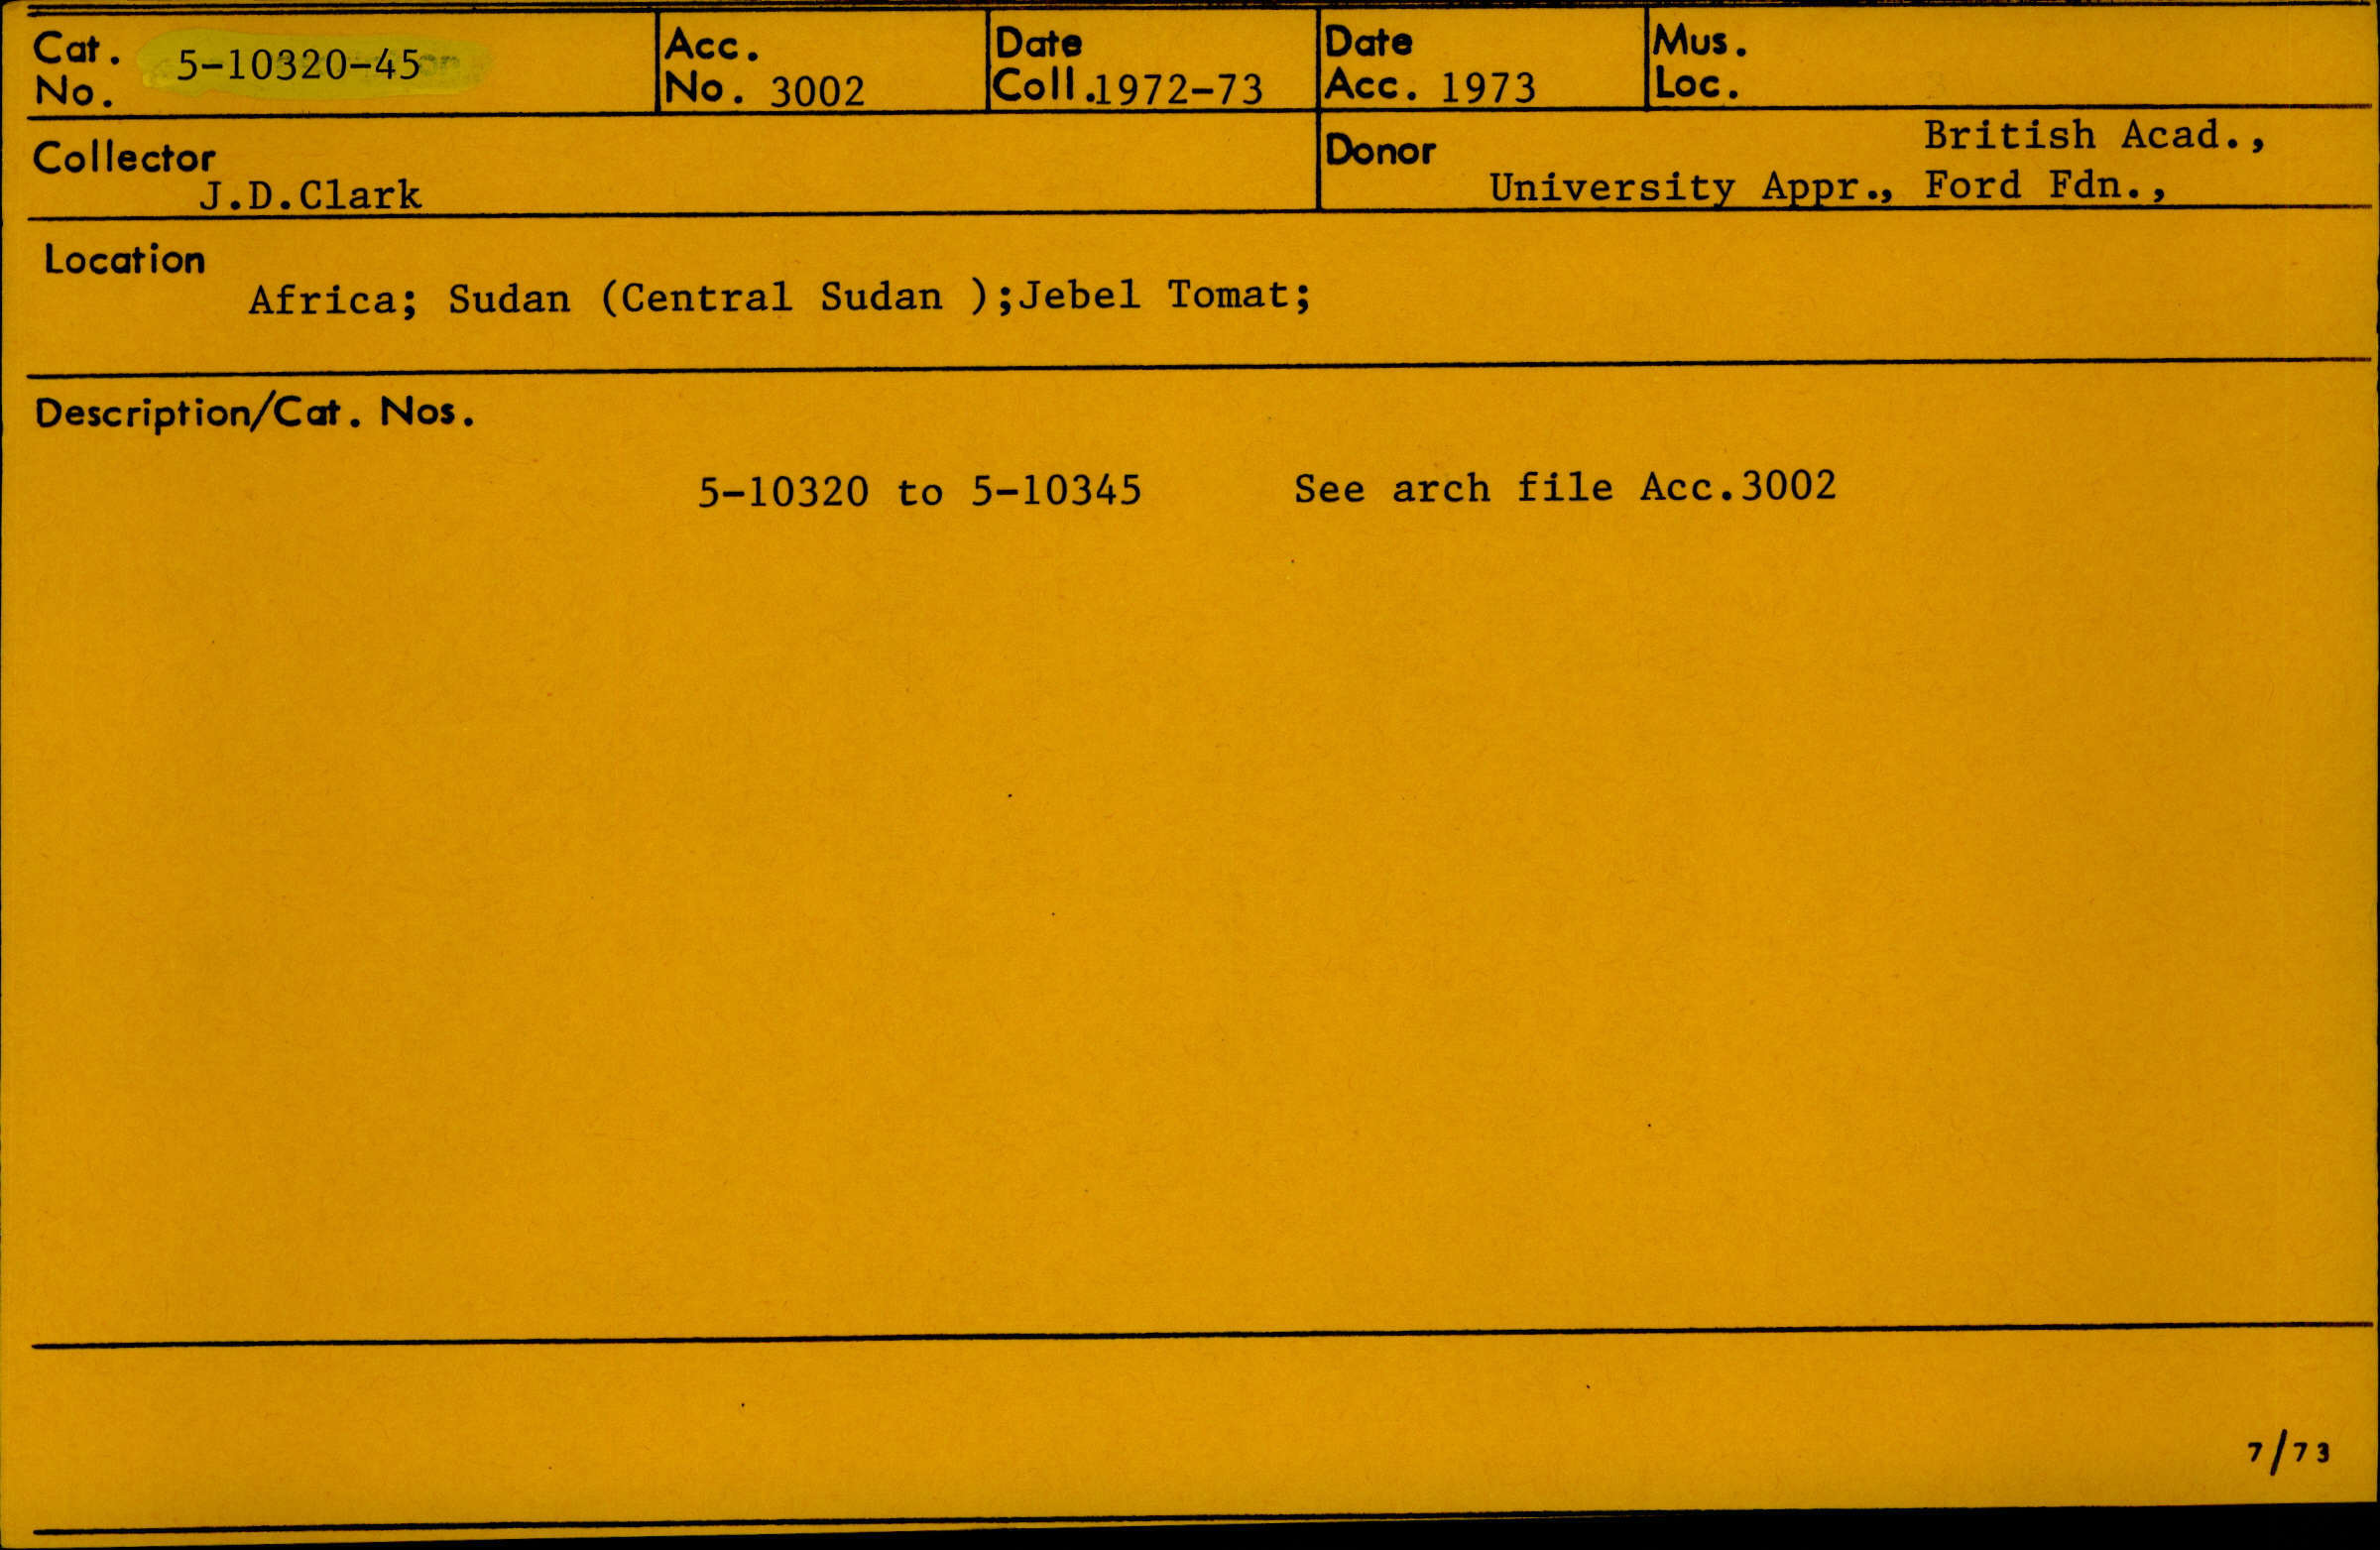 Cat. No. 5-10320-45
Acc. No. 3002
Date Coll. 1972-73
Date Acc. 1973
Mus. Loc.
Collector
J.D.Clark
Donor
British Acad.,
University Appr., Ford Fdn.,
Location
Africa; Sudan (Central Sudan );Jebel Tomat;
Description/Cat. Nos.
5-10320 to 5-10345 See arch file Acc.3002
7/73